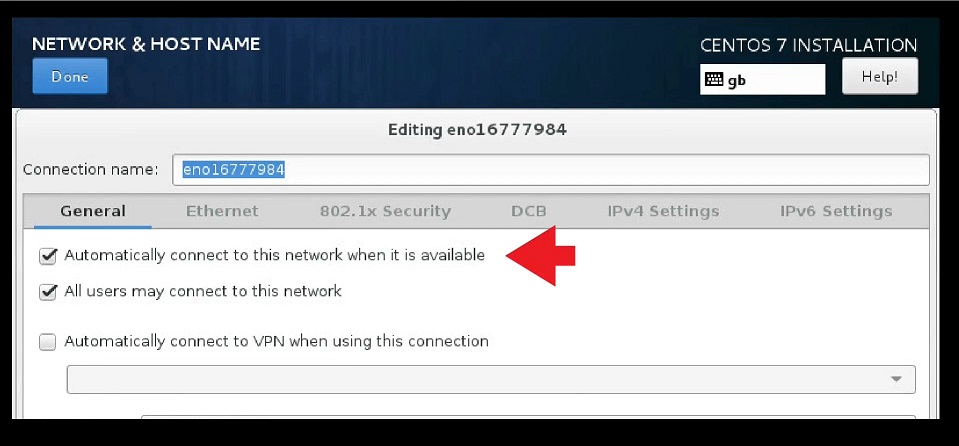 NETWORK & HOST NAME
CENTOS 7 INSTALLATION
Done
gb
Help!
Editing eno16777984
Connection name: eno16777984
General Ethernet 802.1x Security DCB IPv4 Settings IPv6 Settings
Automatically connect to this network when it is available
All users may connect to this network
Automatically connect to VPN when using this connection